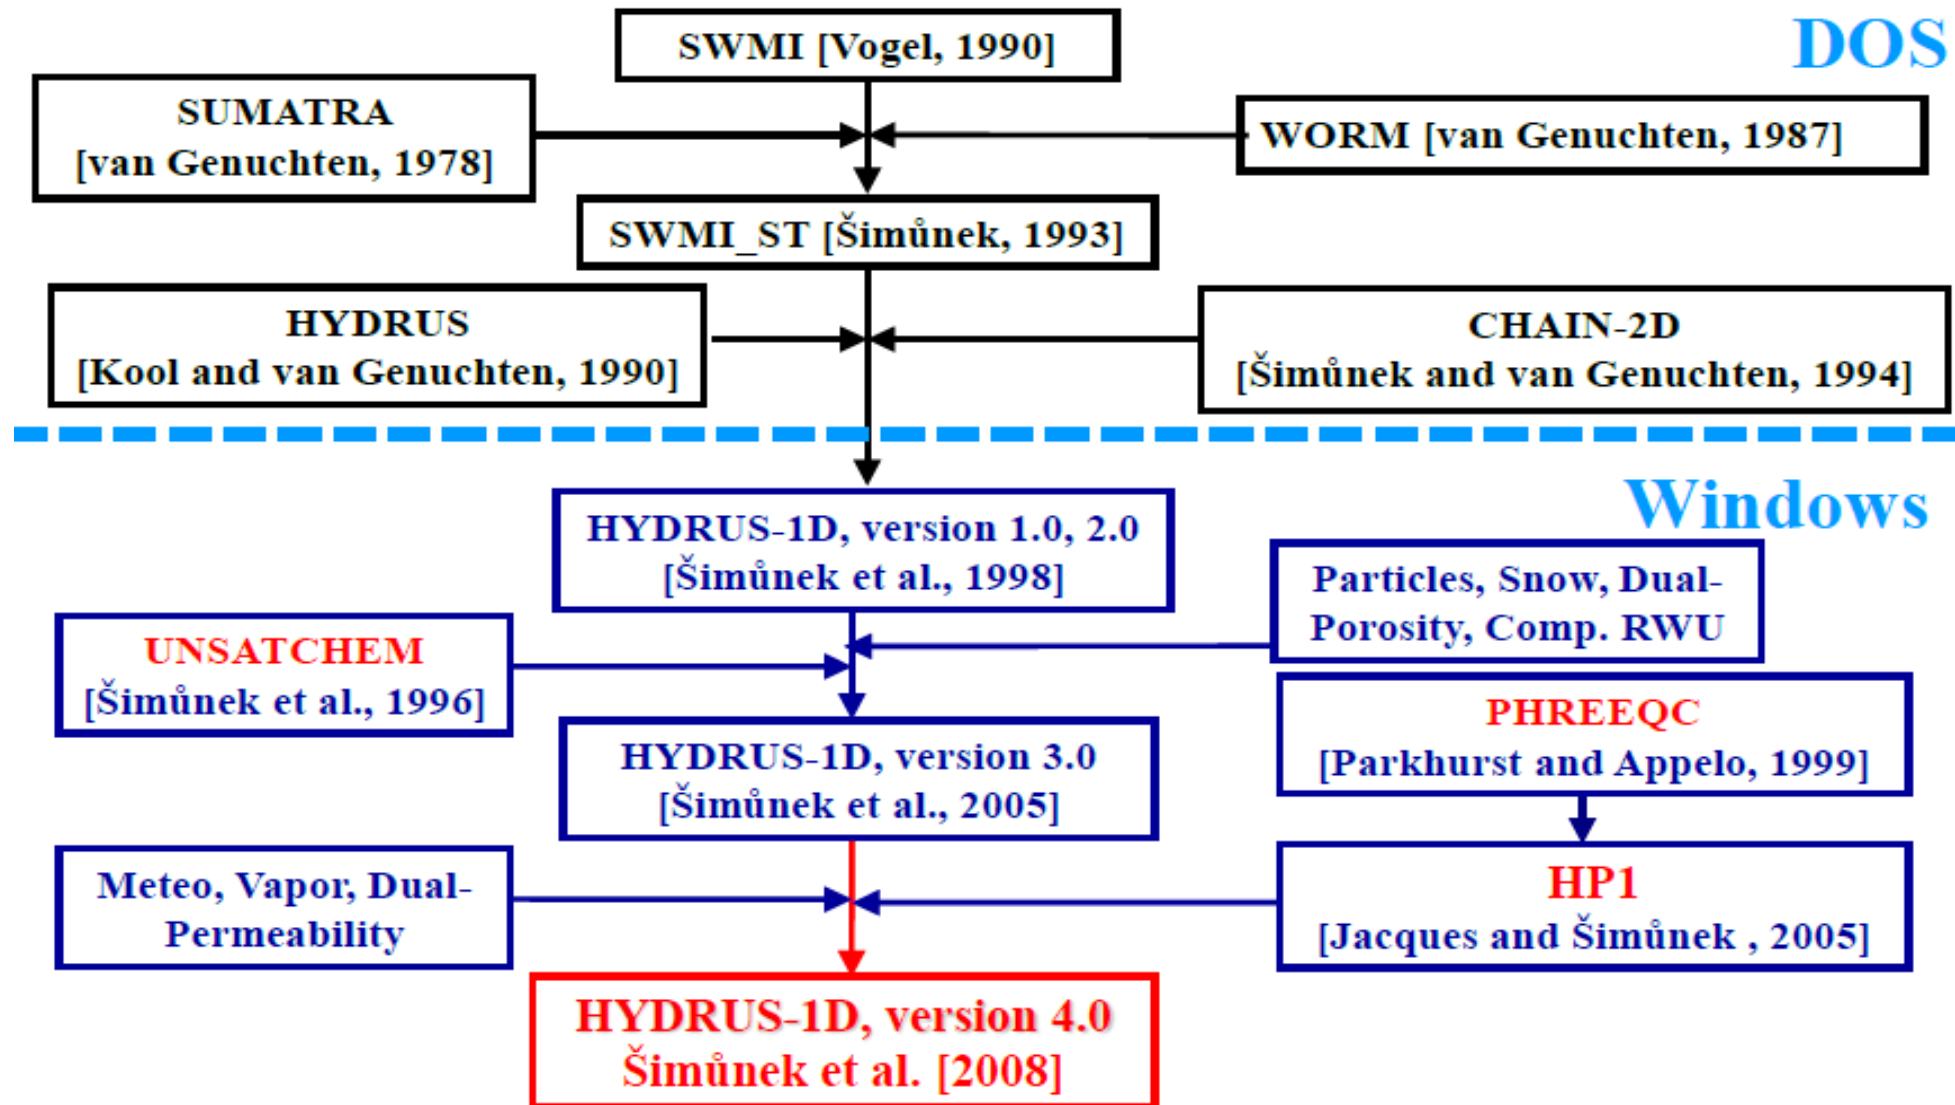 SWMI [Vogel, 1990]
DOS
SUMATRA
[van Genuchten, 1978]
WORM [van Genuchten, 1987]
SWMI_ST [Šimůnek, 1993]
HYDRUS
[Kool and van Genuchten, 1990]
CHAIN-2D
[Šimůnek and van Genuchten, 1994]
Windows
HYDRUS-1D, version 1.0, 2.0
[Šimůnek et al., 1998]
Particles, Snow, Dual-
Porosity, Comp. RWU
UNSATCHEM
[Šimůnek et al., 1996]
PHREEQC
[Parkhurst and Appelo, 1999]
HYDRUS-1D, version 3.0
[Šimůnek et al., 2005]
Meteo, Vapor, Dual-
Permeability
HP1
[Jacques and Šimůnek , 2005]
HYDRUS-1D, version 4.0
Šimůnek et al. [2008]